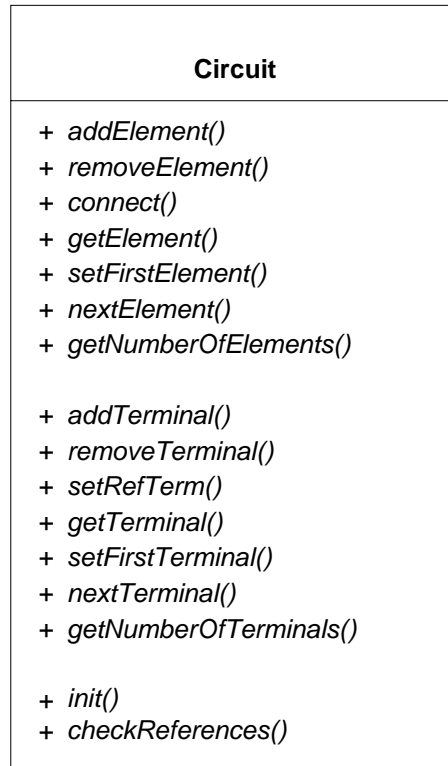 Circuit
+ addElement()
+ removeElement()
+ connect()
+ getElement()
+ setFirstElement()
+ nextElement()
+ getNumberOfElements()
+ addTerminal()
+ removeTerminal()
+ setRefTerm()
+ getTerminal()
+ setFirstTerminal()
+ nextTerminal()
+ getNumberOfTerminals()
+ init()
+ checkReferences()